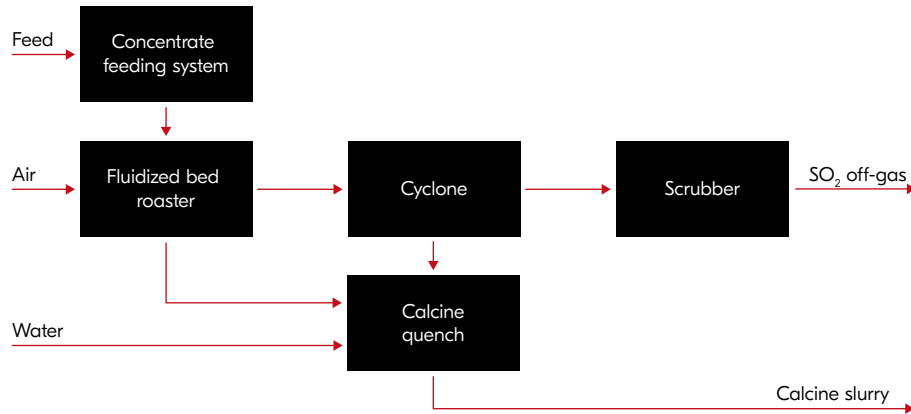 Feed
Concentrate
feeding system
Air
Fluidized bed
roaster
Cyclone
Scrubber
SO₂ off-gas
Water
Calcine
quench
Calcine slurry